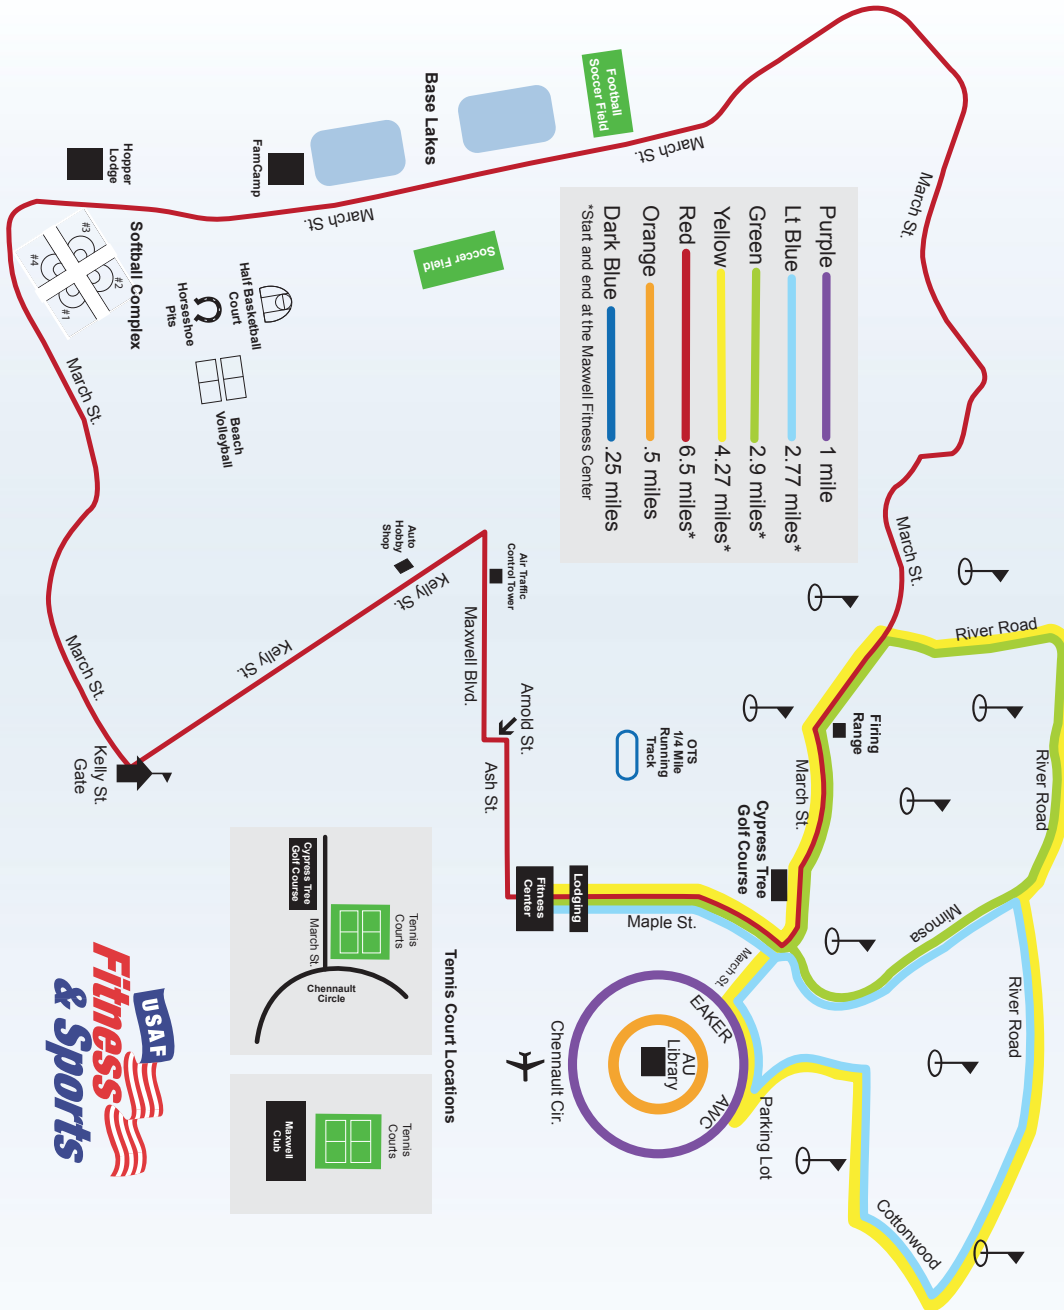 Purple 1 mile
Lt Blue 2.77 miles*
Green 2.9 miles*
Yellow 4.27 miles*
Red 6.5 miles*
Orange .5 miles
Dark Blue .25 miles
*Start and end at the Maxwell Fitness Center
March St.
March St.
March St.
River Road
River Road
River Road
Mimosa
Cottonwood
Football
Soccer Field
March St.
Base Lakes
March St.
FamCamp
Hopper
Lodge
Soccer Field
Softball Complex
#3
#2
#4
#1
Half Basketball
Court
Horseshoe
Pits
Beach
Volleyball
March St.
March St.
Kelly St.
Gate
Kelly St.
Kelly St.
Auto
Hobby
Shop
Air Traffic
Control Tower
Maxwell Blvd.
Arnold St.
Ash St.
OTS
1/4 Mile
Running
Track
Firing
Range
March St.
Cypress Tree
Golf Course
Lodging
Fitness
Center
Maple St.
March St.
EAKER
AWC
AU
Library
Chennault Cir.
Parking Lot
Tennis Court Locations
Tennis
Courts
Cypress Tree
Golf Course
March St.
Chennault
Circle
Tennis
Courts
Maxwell
Club
USAF
Fitness
& Sports